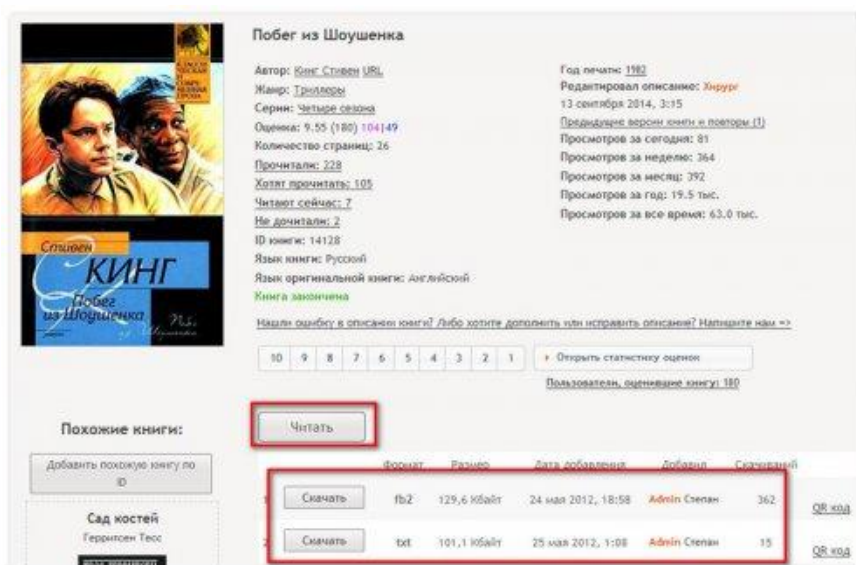 Побег из Шоушенка
Автор: Кинг Стивен URL
Жанр: Триллеры
Серии: Четыре сезона
Оценка: 9.55 (180) 104|49
Количество страниц: 26
Прочитали: 228
Хотят прочитать: 105
Читают сейчас: 7
Не дочитали: 2
ID книги: 14128
Язык книги: Русский
Язык оригинальной книги: Английский
Книга закончена
Год печати: 1982
Редактировал описание: Хирург
13 сентября 2014, 3:15
Предыдущие версии книги и повторы (1)
Просмотров за сегодня: 81
Просмотров за неделю: 364
Просмотров за месяц: 392
Просмотров за год: 19.5 тыс.
Просмотров за все время: 63.0 тыс.
Стивен
КИНГ
Побег
из Шоушенка
Нашли ошибку в описании книги? Либо хотите дополнить или исправить описание? Напишите нам =>
10 9 8 7 6 5 4 3 2 1
Открыть статистику оценок
Пользователи, оценившие книгу: 180
Читать
Похожие книги:
Добавить похожую книгу по
ID
Сад костей
Герритсен Тесс
Формат Размер Дата добавления Добавил Скачиваний
1 Скачать fb2 129,6 Кбайт 24 мая 2012, 18:58 Admin Степан 362 QR код
2 Скачать txt 101,1 Кбайт 25 мая 2012, 1:08 Admin Степан 15 QR код